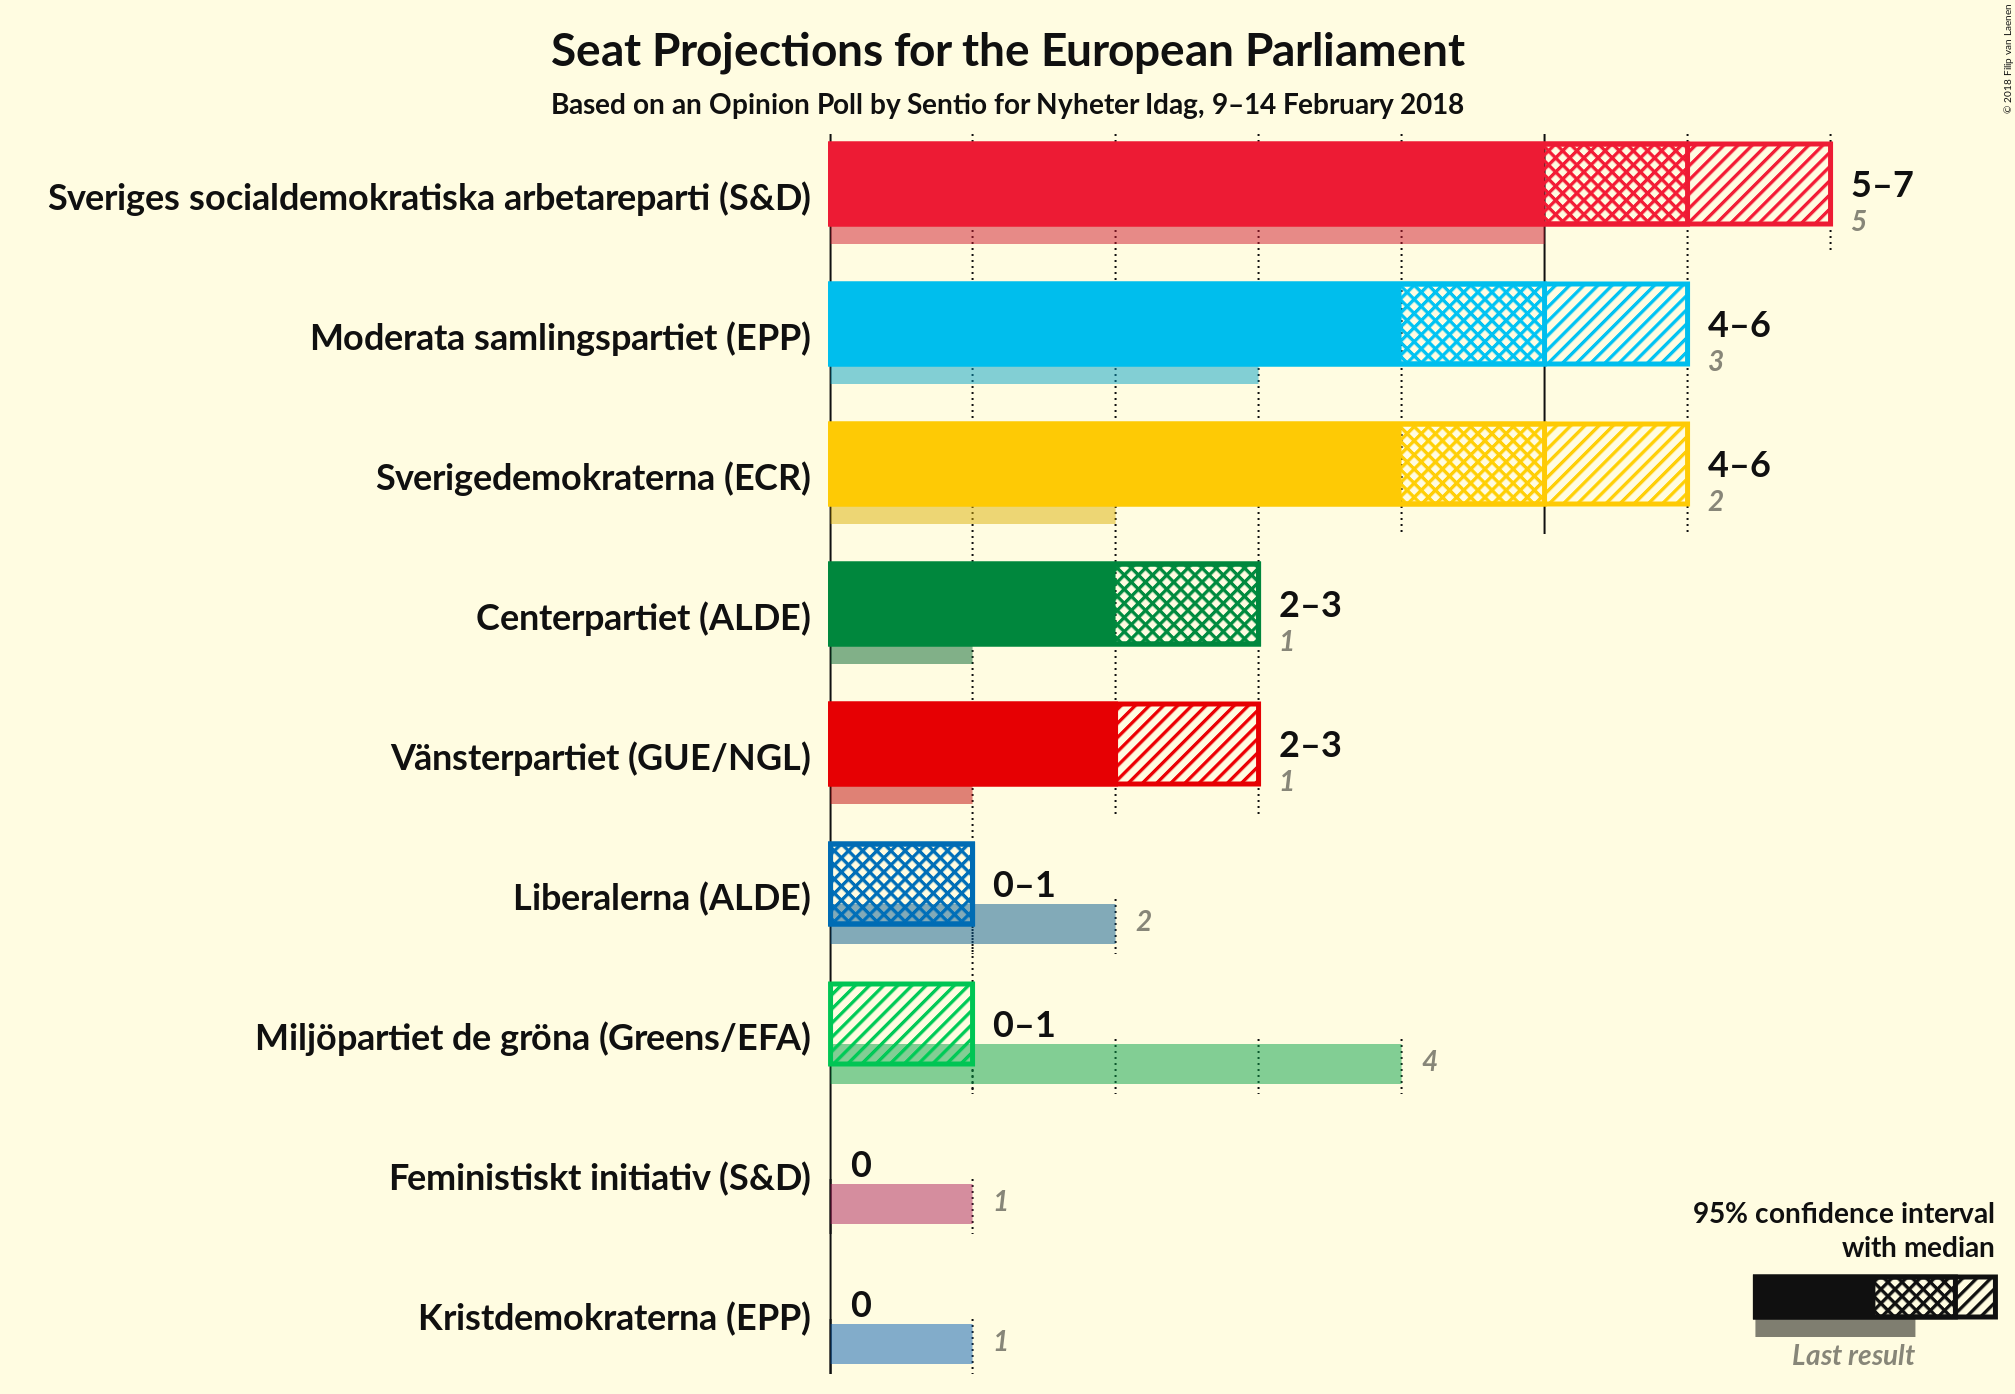 Seat Projections for the European Parliament
Based on an Opinion Poll by Sentio for Nyheter Idag, 9–14 February 2018
© 2018 Filip van Laenen
Sveriges socialdemokratiska arbetareparti (S&D)
5–7
5
Moderata samlingspartiet (EPP)
4–6
3
Sverigedemokraterna (ECR)
4–6
2
Centerpartiet (ALDE)
2–3
1
Vänsterpartiet (GUE/NGL)
2–3
1
Liberalerna (ALDE)
0–1
2
Miljöpartiet de gröna (Greens/EFA)
0–1
4
Feministiskt initiativ (S&D)
0
1
Kristdemokraterna (EPP)
0
1
95% confidence interval
with median
Last result